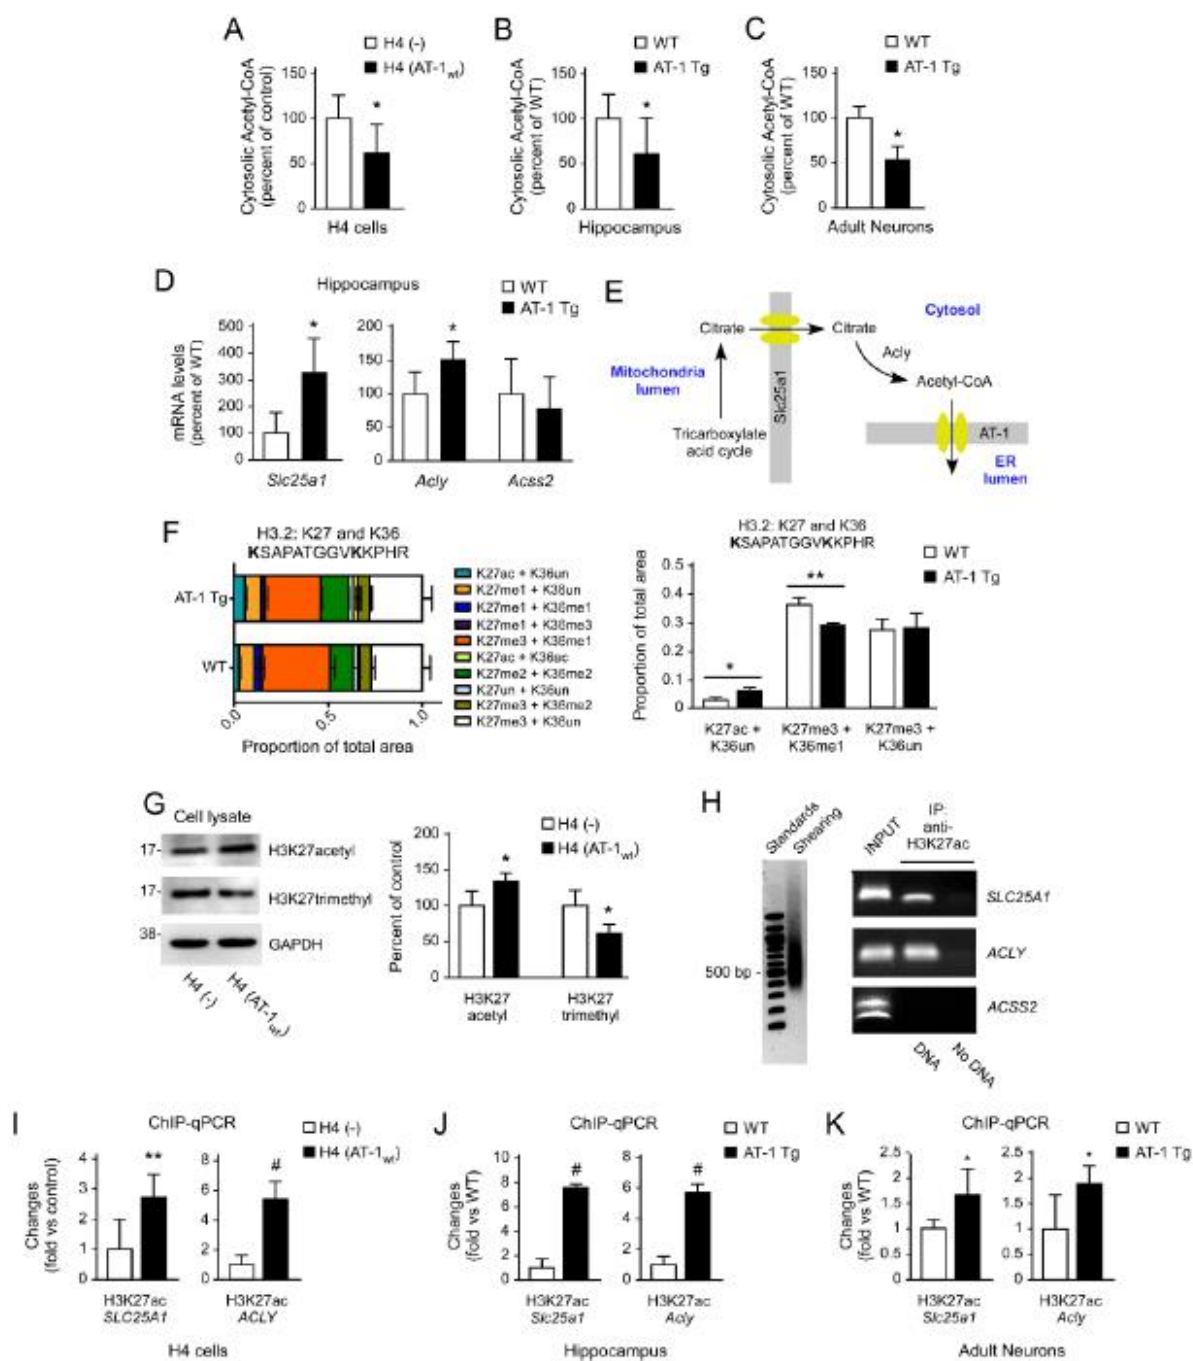 A
H4 (-)
H4 (AT-1wt)
Cytosolic Acetyl-CoA
(percent of control)
150
100
50
0
*
H4 cells
B
WT
AT-1 Tg
Cytosolic Acetyl-CoA
(percent of WT)
150
100
50
0
*
Hippocampus
C
WT
AT-1 Tg
Cytosolic Acetyl-CoA
(percent of WT)
150
100
50
0
*
Adult Neurons
D
Hippocampus
WT
AT-1 Tg
mRNA levels
(percent of WT)
500
400
300
200
100
0
*
Slc25a1
200
150
100
50
0
*
Acly
Acss2
E
Citrate
Citrate
Cytosol
Acly
Mitochondria
lumen
Slc25a1
Acetyl-CoA
Tricarboxylate
acid cycle
AT-1
ER
lumen
F
H3.2: K27 and K36
KSAPATGGVKKPHR
AT-1 Tg
WT
0.0
0.5
1.0
Proportion of total area
K27ac + K36un
K27me1 + K36un
K27me1 + K36me1
K27me1 + K36me3
K27me3 + K36me1
K27ac + K36ac
K27me2 + K36me2
K27un + K36un
K27me3 + K36me2
K27me3 + K36un
H3.2: K27 and K36
KSAPATGGVKKPHR
WT
AT-1 Tg
Proportion of total area
0.5
0.4
0.3
0.2
0.1
0
*
**
K27ac +
K36un
K27me3 +
K36me1
K27me3 +
K36un
G
Cell lysate
17-
H3K27acetyl
17-
H3K27trimethyl
38-
GAPDH
H4 (-)
H4 (AT-1wt)
H4 (-)
H4 (AT-1wt)
Percent of control
200
150
100
50
0
*
*
H3K27
acetyl
H3K27
trimethyl
H
Standards
Shearing
500 bp -
INPUT
IP:
anti-
H3K27ac
SLC25A1
ACLY
ACSS2
DNA
No DNA
I
ChIP-qPCR
H4 (-)
H4 (AT-1wt)
Changes
(fold vs control)
4
3
2
1
0
**
H3K27ac
SLC25A1
8
6
4
2
0
#
H3K27ac
ACLY
H4 cells
J
ChIP-qPCR
WT
AT-1 Tg
Changes
(fold vs WT)
10
8
6
4
2
0
#
H3K27ac
Slc25a1
8
6
4
2
0
#
H3K27ac
Acly
Hippocampus
K
ChIP-qPCR
WT
AT-1 Tg
Changes
(fold vs WT)
2.5
2
1.5
1
0.5
0
*
H3K27ac
Slc25a1
2.5
2
1.5
1
0.5
0
*
H3K27ac
Acly
Adult Neurons